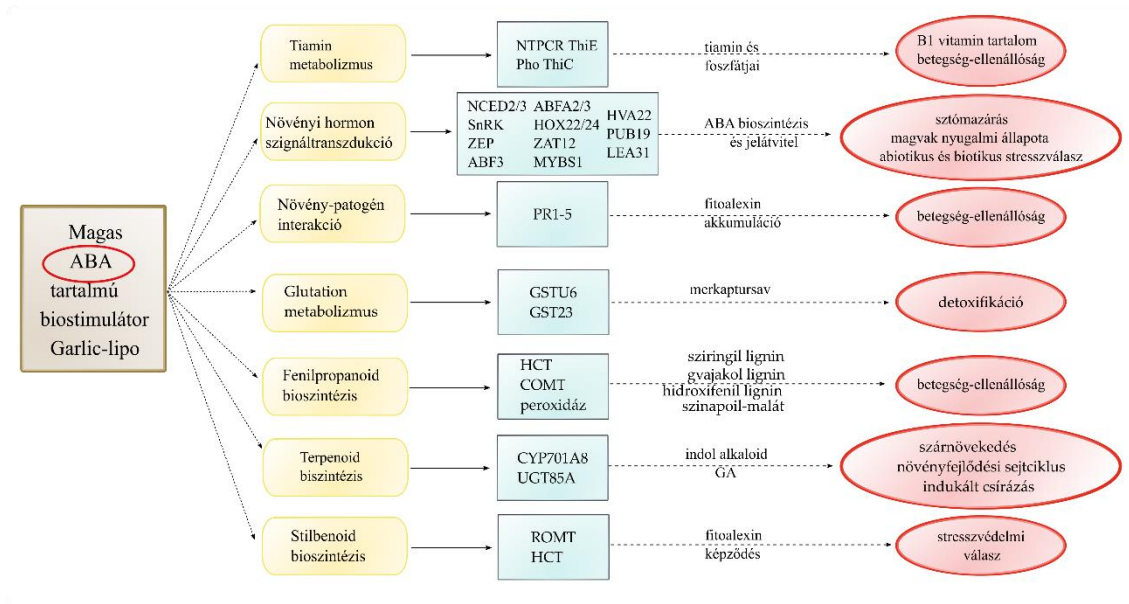 Magas
ABA
tartalmú
biostimulátor
Garlic-lipo
Tiamin
metabolizmus
NTPCR ThiE
Pho ThiC
tiamin és
foszfátjai
B1 vitamin tartalom
betegség-ellenállóság
Növényi hormon
szignáltranszdukció
NCED2/3 ABFA2/3 HVA22
SnRK HOX22/24 PUB19
ZEP ZAT12 LEA31
ABF3 MYBS1
ABA bioszintézis
és jelátvitel
sztómazárás
magvak nyugalmi állapota
abiotikus és biotikus stresszválasz
Növény-patogén
interakció
PR1-5
fitoalexin
akkumuláció
betegség-ellenállóság
Glutation
metabolizmus
GSTU6
GST23
merkaptursav
detoxifikáció
Fenilpropanoid
bioszintézis
HCT
COMT
peroxidáz
sziringil lignin
gvajakol lignin
hidroxifenil lignin
szinapoil-malát
betegség-ellenállóság
Terpenoid
biszintézis
CYP701A8
UGT85A
indol alkaloid
GA
szárnövekedés
növényfejlődési sejtciklus
indukált csírázás
Stilbenoid
bioszintézis
ROMT
HCT
fitoalexin
képződés
stresszvédelmi
válasz